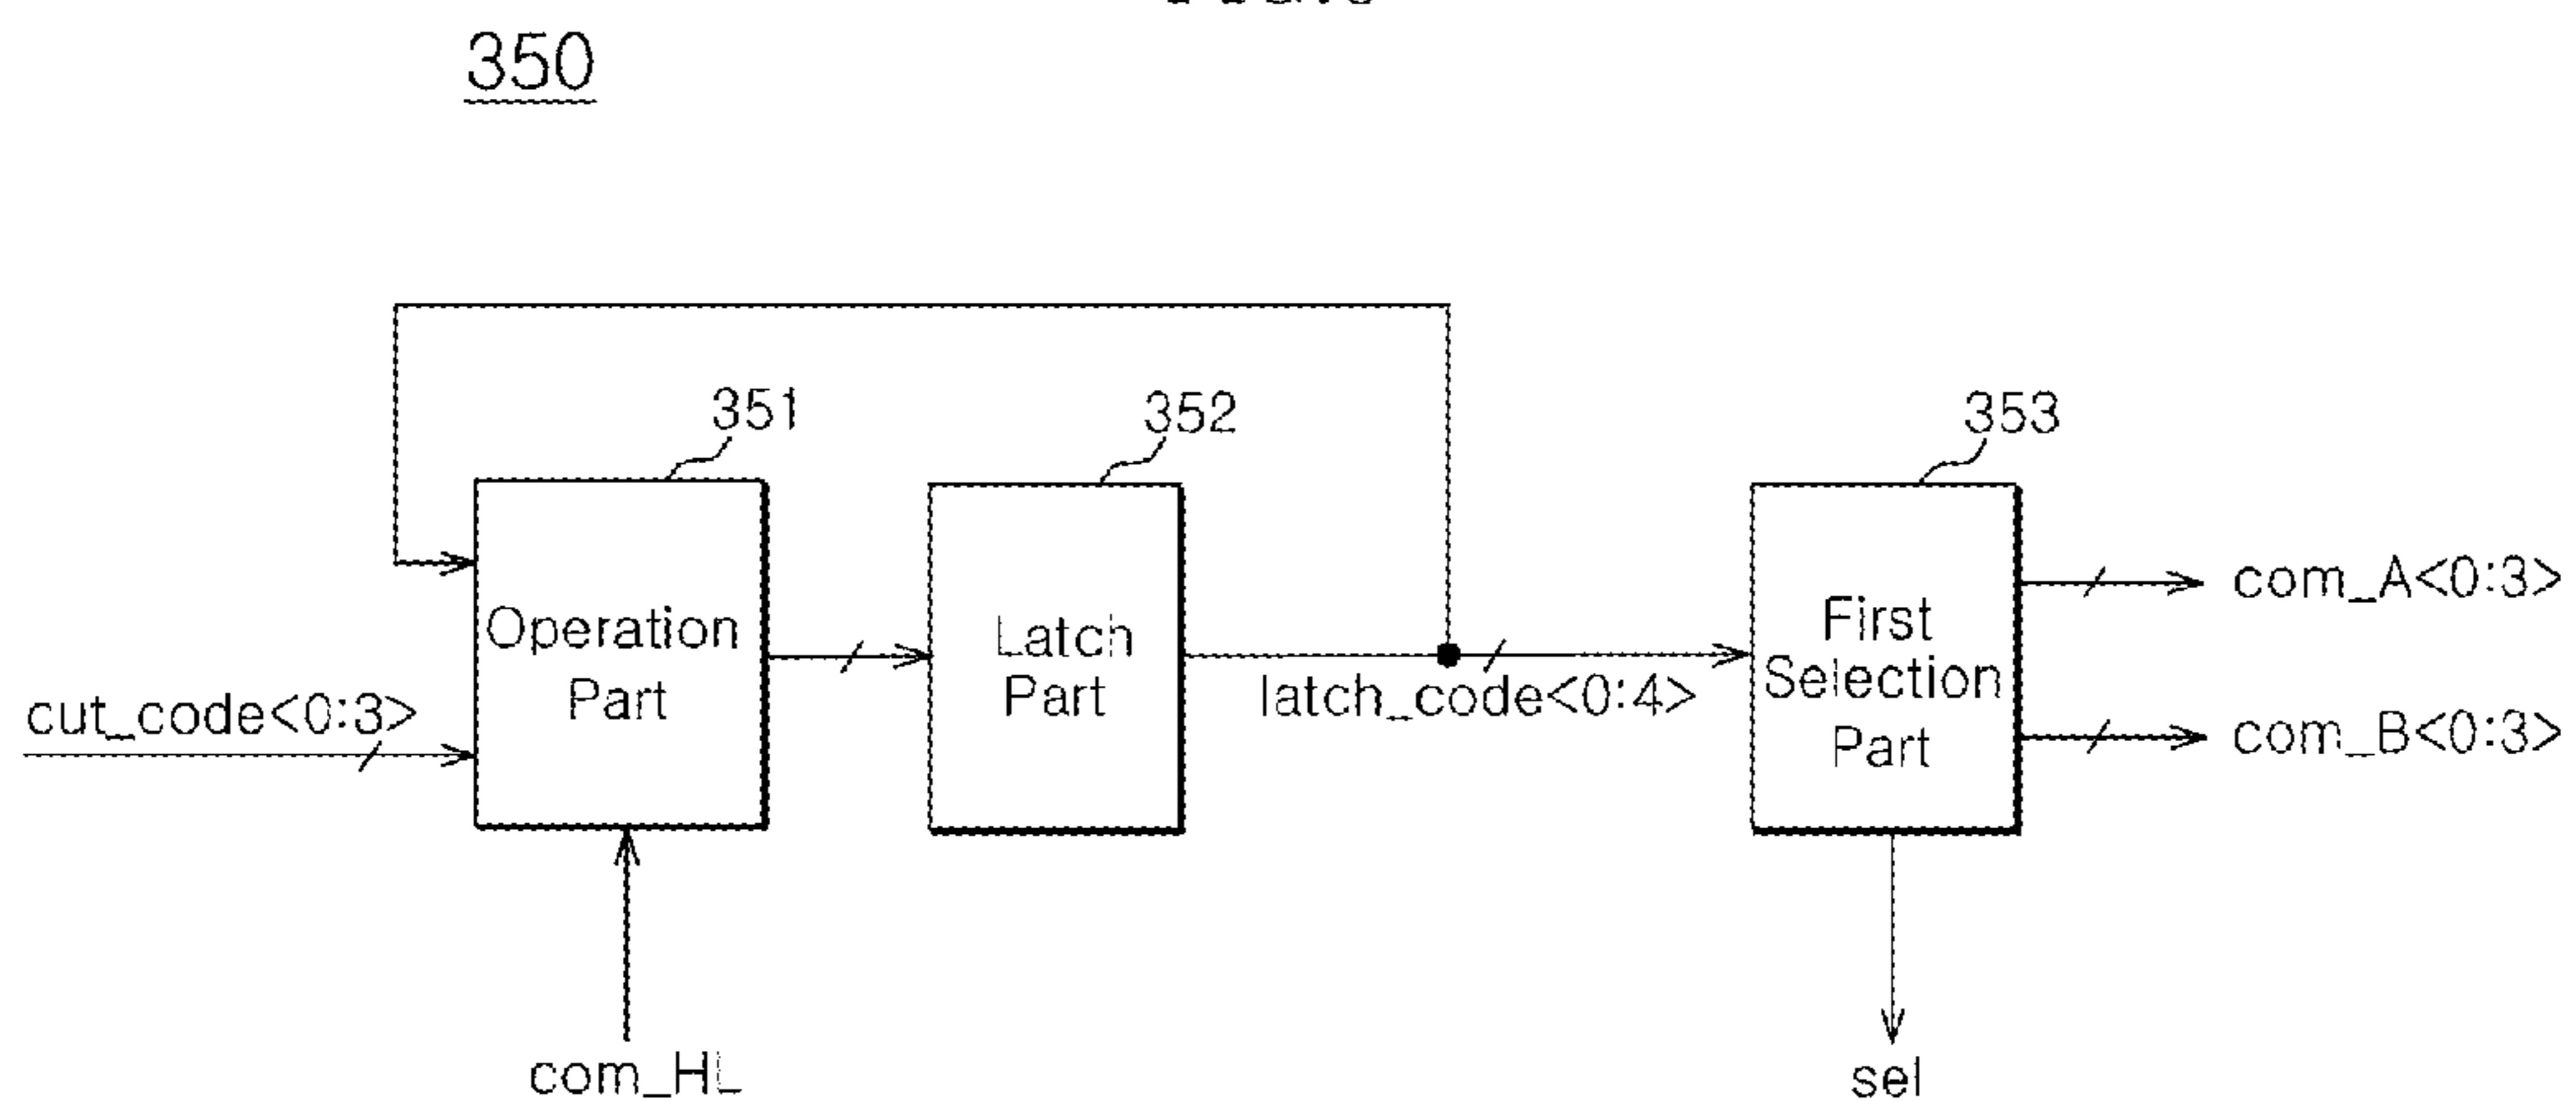 350
351
352
353
Operation
Part
Latch
Part
First
Selection
Part
cut_code<0:3>
latch_code<0:4>
com_A<0:3>
com_B<0:3>
com_HL
sel